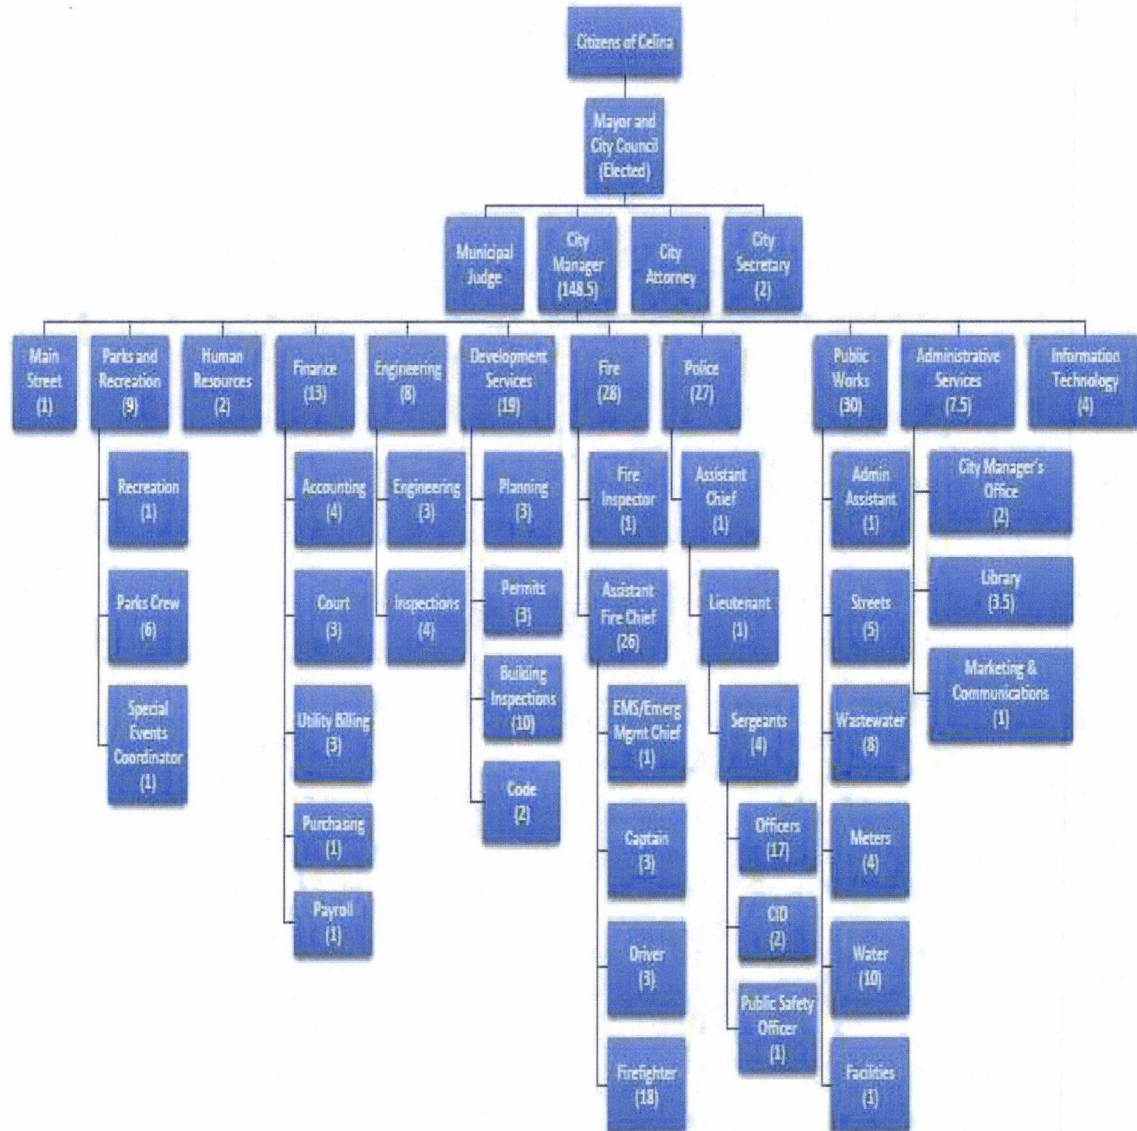 Citizens of Celina
Mayor and
City Council
(Elected)
Municipal
Judge
City
Manager
(148.5)
City
Attorney
City
Secretary
(2)
Main
Street
(1)
Parks and
Recreation
(9)
Human
Resources
(2)
Finance
(13)
Engineering
(8)
Development
Services
(19)
Fire
(28)
Police
(27)
Public
Works
(30)
Administrative
Services
(7.5)
Information
Technology
(4)
Recreation
(1)
Parks Crew
(6)
Special
Events
Coordinator
(1)
Accounting
(4)
Court
(3)
Utility Billing
(3)
Purchasing
(1)
Payroll
(1)
Engineering
(3)
Inspections
(4)
Planning
(3)
Permits
(3)
Building
Inspections
(10)
Code
(2)
Fire
Inspector
(1)
Assistant
Fire Chief
(26)
EMS/Emerg
Mgmt Chief
(1)
Captain
(3)
Driver
(3)
Firefighter
(18)
Assistant
Chief
(1)
Lieutenant
(1)
Sergeants
(4)
Officers
(17)
CID
(2)
Public Safety
Officer
(1)
Admin
Assistant
(1)
Streets
(5)
Wastewater
(8)
Meters
(4)
Water
(10)
Facilities
(1)
City Manager's
Office
(2)
Library
(3.5)
Marketing &
Communications
(1)